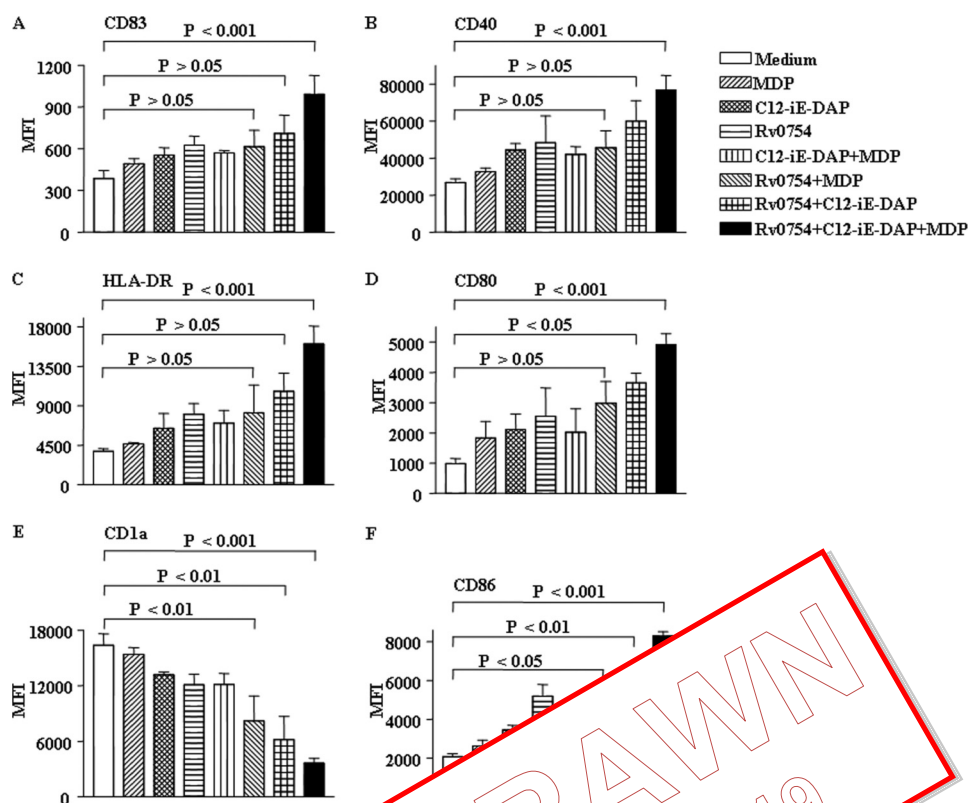 A
CD83
P < 0.001
P > 0.05
P > 0.05
1200
900
600
300
0
MFI
B
CD40
P < 0.001
P > 0.05
P > 0.05
80000
60000
40000
20000
0
MFI
Medium
MDP
C12-iE-DAP
Rv0754
C12-iE-DAP+MDP
Rv0754+MDP
Rv0754+C12-iE-DAP
Rv0754+C12-iE-DAP+MDP
C
HLA-DR
P < 0.001
P > 0.05
P > 0.05
18000
13500
9000
4500
0
MFI
D
CD80
P < 0.001
P < 0.05
P > 0.05
5000
4000
3000
2000
1000
0
MFI
E
CD1a
P < 0.001
P < 0.01
P < 0.01
18000
12000
6000
0
MFI
F
CD86
P < 0.001
P < 0.01
P < 0.05
8000
6000
4000
2000
MFI
RAWN